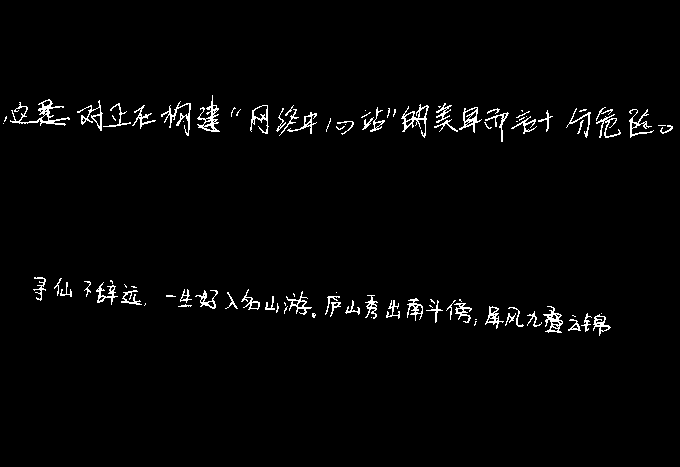 这是对正在构建“网络中心站”的美军而言十分危险。
寻仙不辞远,一生好入名山游。庐山秀出南斗傍,屏风九叠云锦